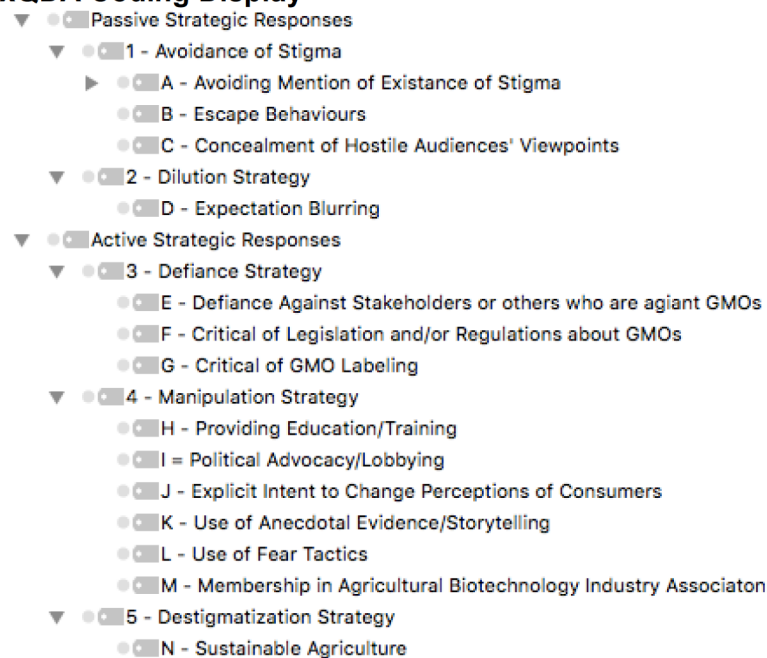 Coding Display
Passive Strategic Responses
1 - Avoidance of Stigma
A - Avoiding Mention of Existance of Stigma
B - Escape Behaviours
C - Concealment of Hostile Audiences' Viewpoints
2 - Dilution Strategy
D - Expectation Blurring
Active Strategic Responses
3 - Defiance Strategy
E - Defiance Against Stakeholders or others who are agiant GMOs
F - Critical of Legislation and/or Regulations about GMOs
G - Critical of GMO Labeling
4 - Manipulation Strategy
H - Providing Education/Training
I = Political Advocacy/Lobbying
J - Explicit Intent to Change Perceptions of Consumers
K - Use of Anecdotal Evidence/Storytelling
L - Use of Fear Tactics
M - Membership in Agricultural Biotechnology Industry Associaton
5 - Destigmatization Strategy
N - Sustainable Agriculture